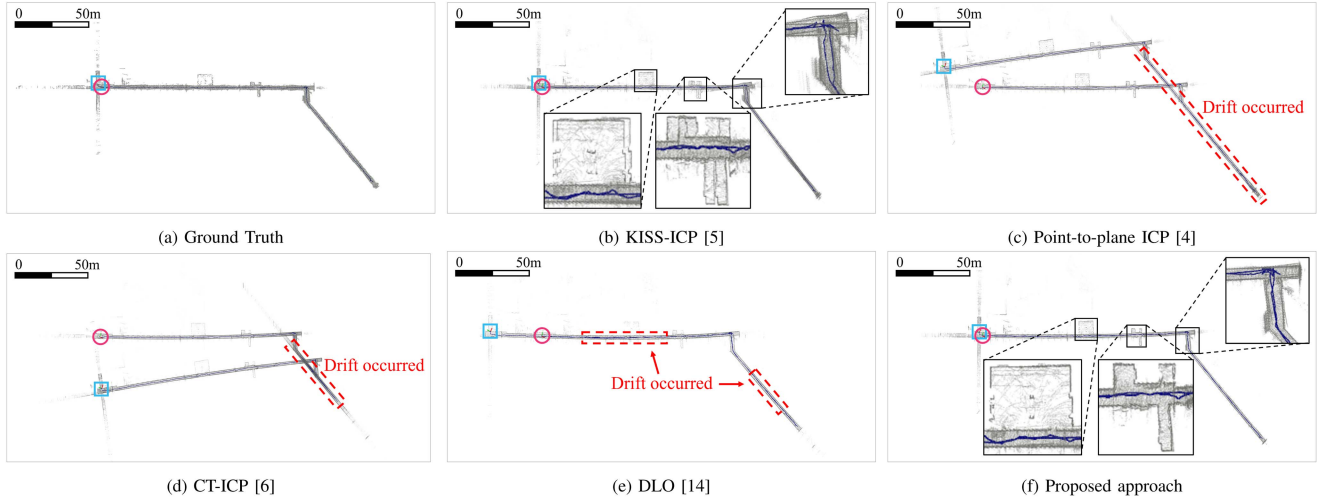 0 50m
(a) Ground Truth
0 50m
(b) KISS-ICP [5]
0 50m
Drift occurred
(c) Point-to-plane ICP [4]
0 50m
Drift occurred
(d) CT-ICP [6]
0 50m
Drift occurred
(e) DLO [14]
0 50m
(f) Proposed approach